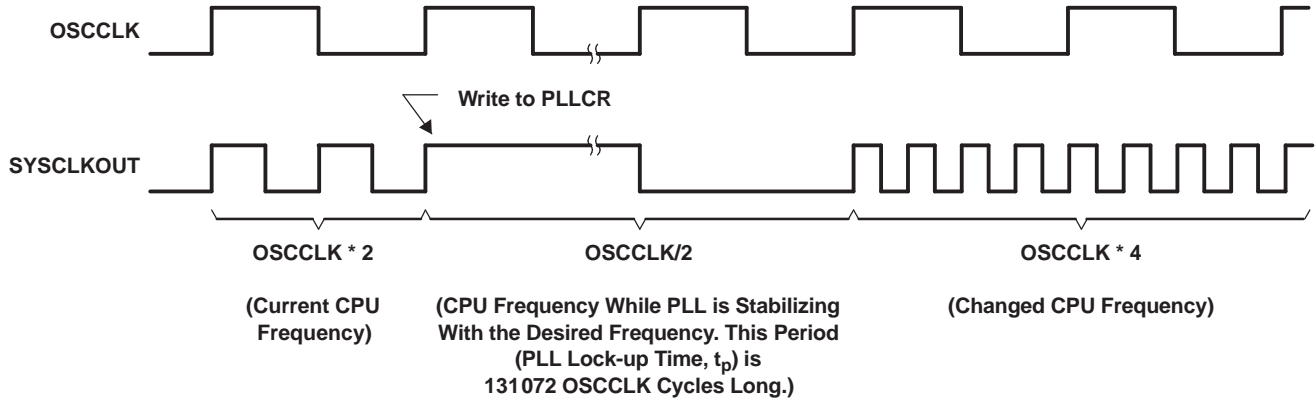 OSCCLK
Write to PLLCR
SYSCLKOUT
OSCCLK * 2
(Current CPU
Frequency)
OSCCLK/2
(CPU Frequency While PLL is Stabilizing
With the Desired Frequency. This Period
(PLL Lock-up Time, tp) is
131072 OSCCLK Cycles Long.)
OSCCLK * 4
(Changed CPU Frequency)